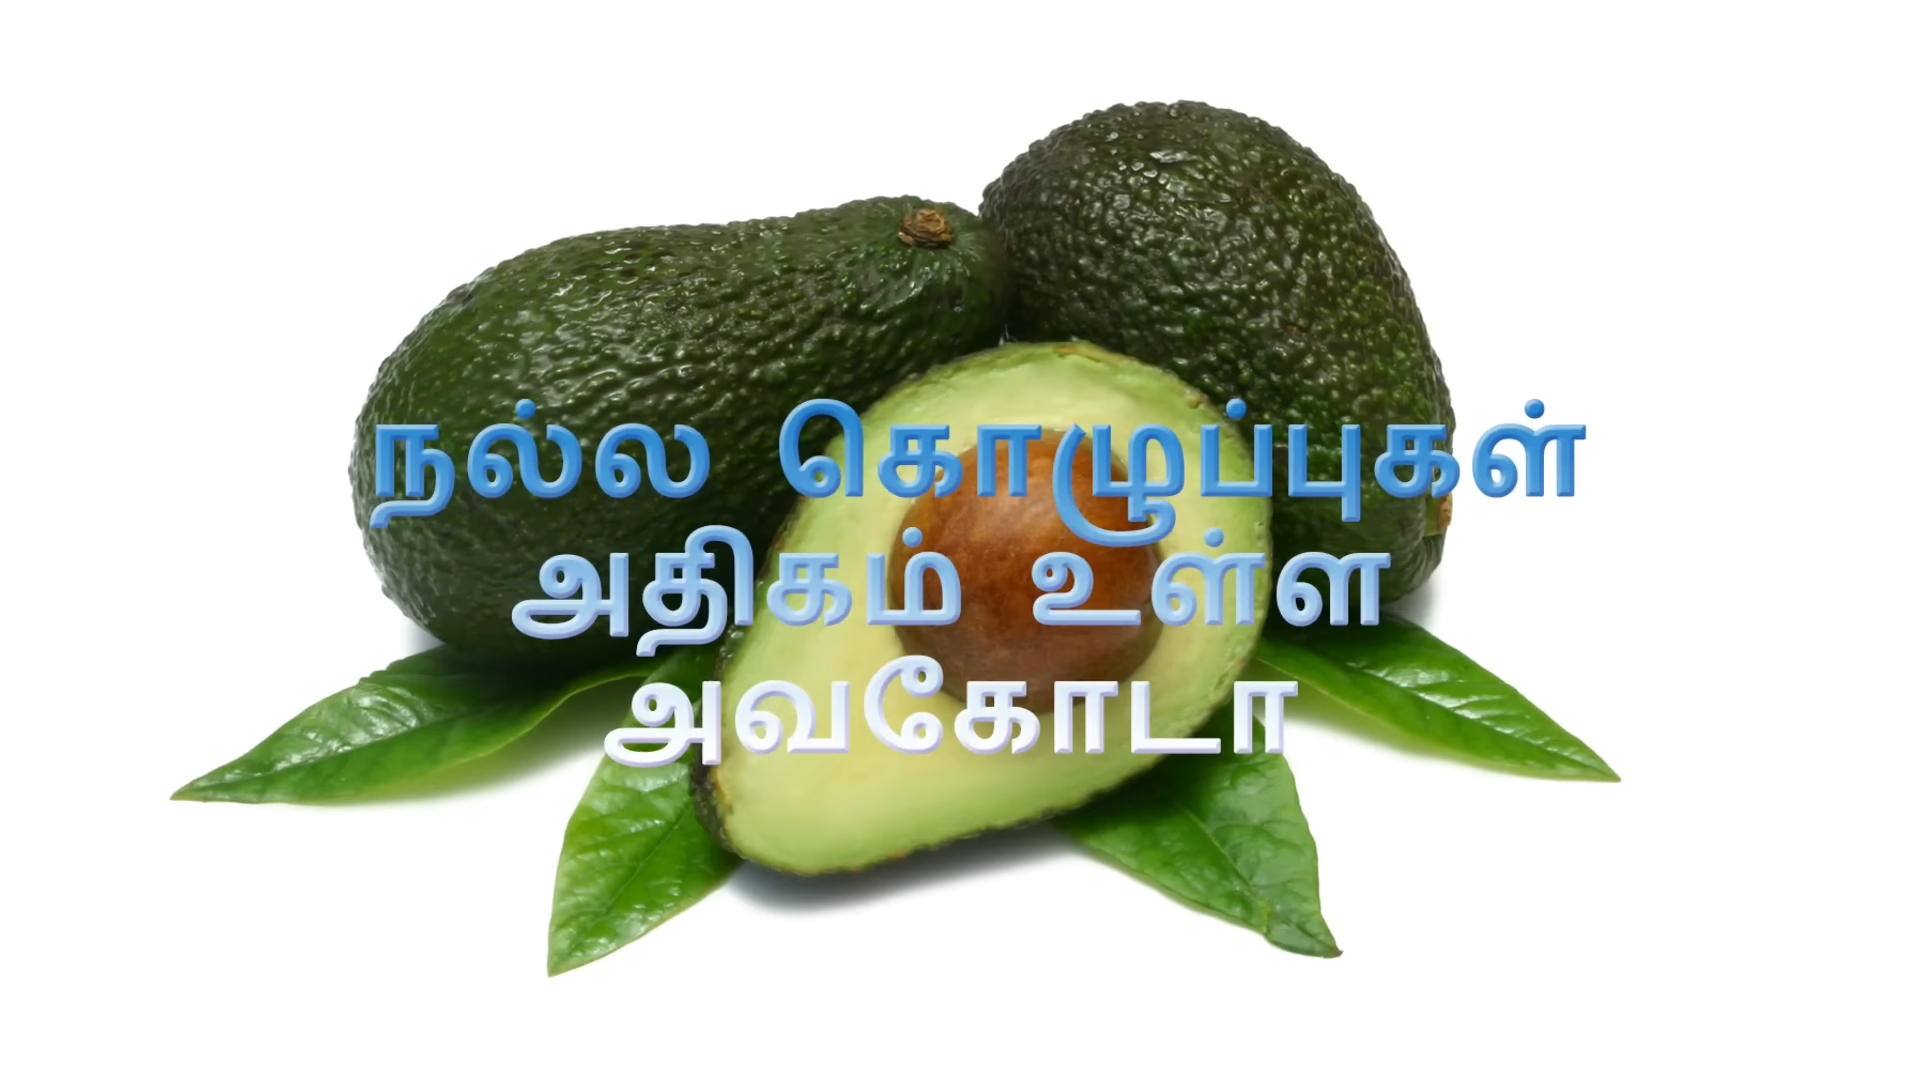 நல்ல கொழுப்புகள்
அதிகம் உள்ள
அவகோடா